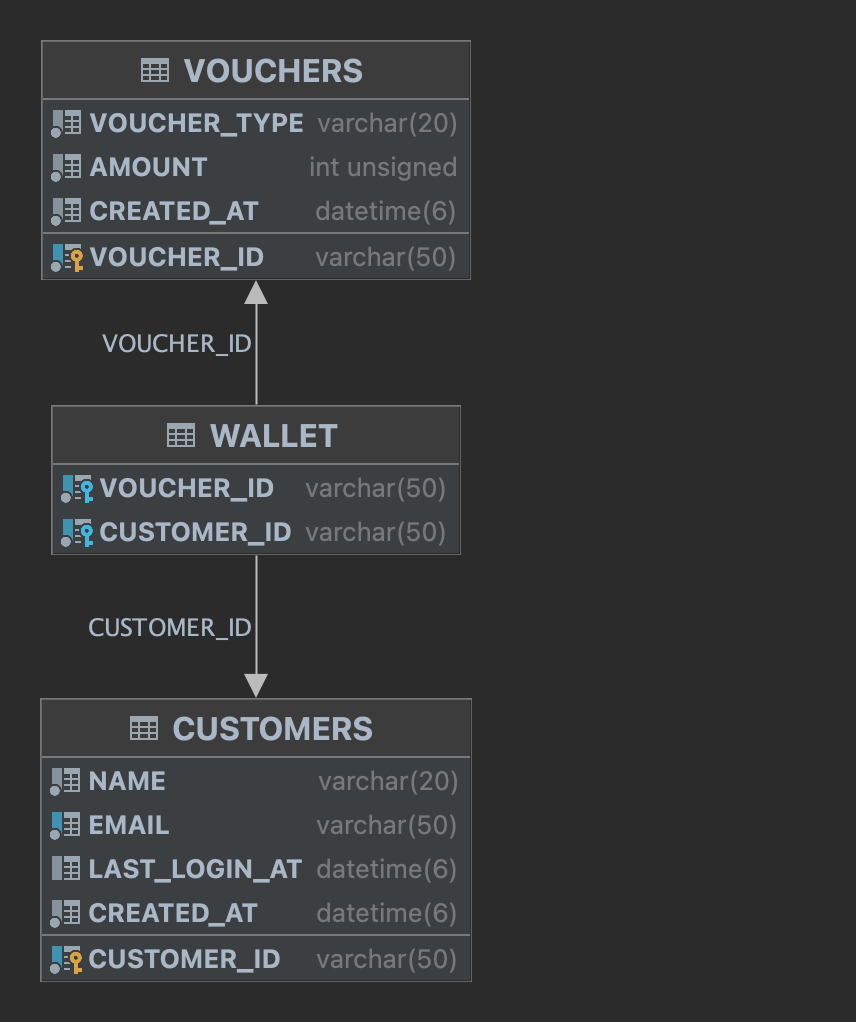 VOUCHERS
VOUCHER_TYPE varchar(20)
AMOUNT int unsigned
CREATED_AT datetime(6)
VOUCHER_ID varchar(50)
VOUCHER_ID
WALLET
VOUCHER_ID varchar(50)
CUSTOMER_ID varchar(50)
CUSTOMER_ID
CUSTOMERS
NAME varchar(20)
EMAIL varchar(50)
LAST_LOGIN_AT datetime(6)
CREATED_AT datetime(6)
CUSTOMER_ID varchar(50)